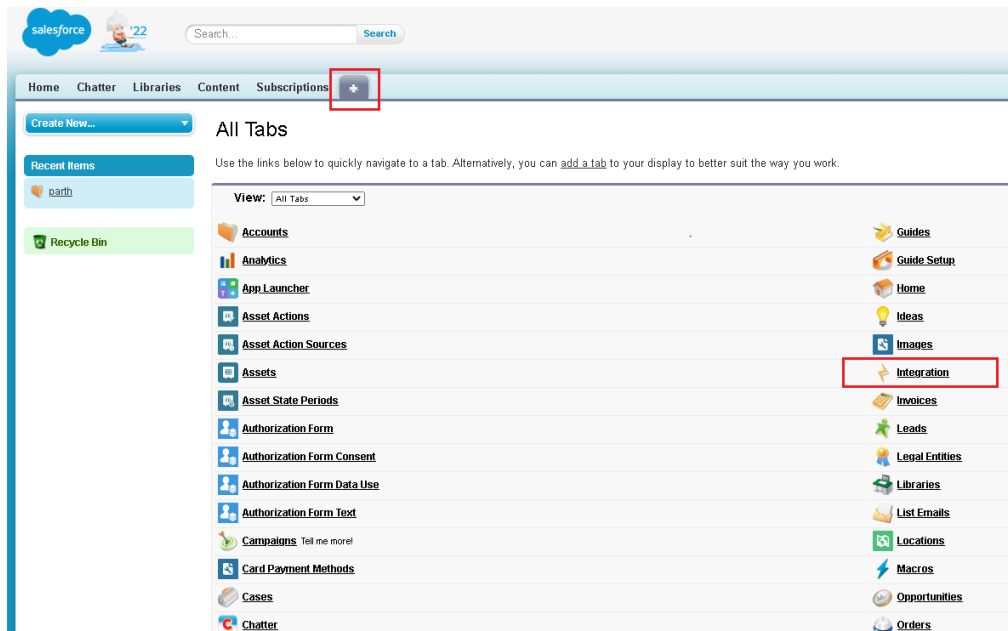 salesforce
'22
Search...
Search
Home Chatter Libraries Content Subscriptions +
Create New...
Recent Items
parth
Recycle Bin
All Tabs
Use the links below to quickly navigate to a tab. Alternatively, you can add a tab to your display to better suit the way you work.
View: All Tabs
Accounts
Analytics
App Launcher
Asset Actions
Asset Action Sources
Assets
Asset State Periods
Authorization Form
Authorization Form Consent
Authorization Form Data Use
Authorization Form Text
Campaigns Tell me more!
Card Payment Methods
Cases
Chatter
Guides
Guide Setup
Home
Ideas
Images
Integration
Invoices
Leads
Legal Entities
Libraries
List Emails
Locations
Macros
Opportunities
Orders